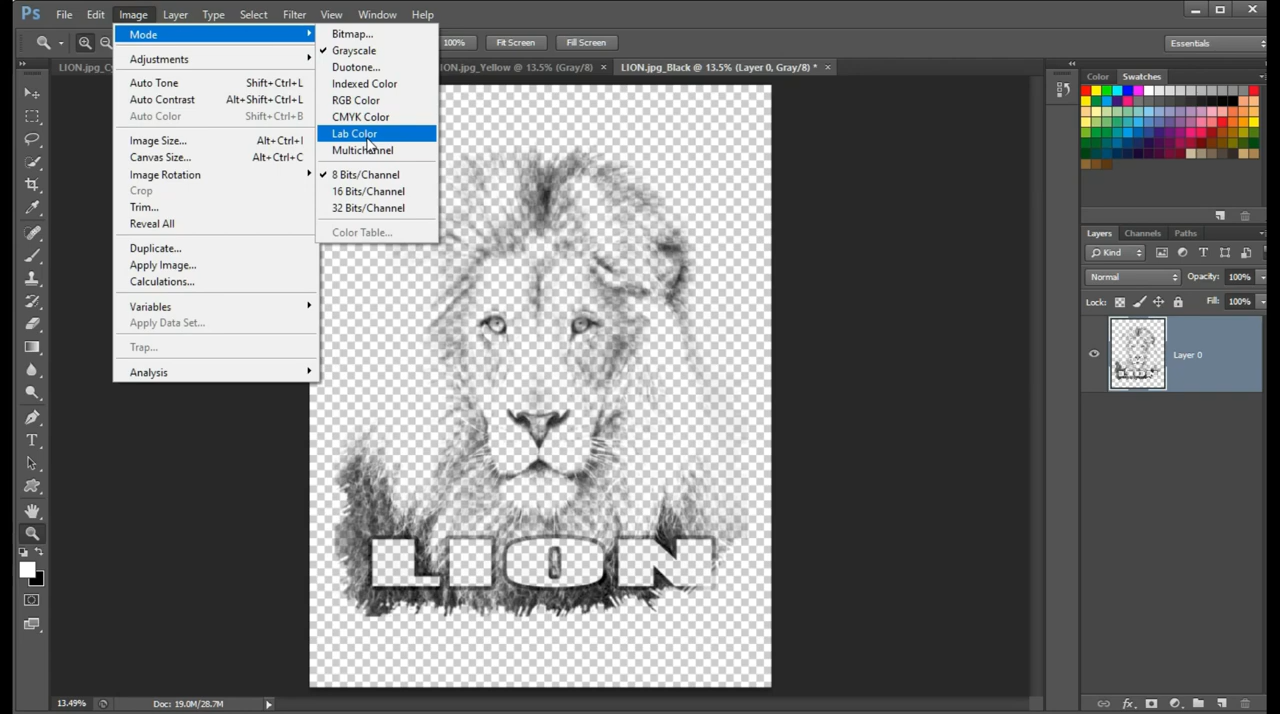 Ps File Edit Image Layer Type Select Filter View Window Help
100% Fit Screen Fill Screen Essentials
LION.jpg_C
ION.jpg_Yellow @ 13.5% (Gray/8) ×
LION.jpg_Black @ 13.5% (Layer 0, Gray/8) * ×
Mode
Adjustments
Auto Tone Shift+Ctrl+L
Auto Contrast Alt+Shift+Ctrl+L
Auto Color Shift+Ctrl+B
Image Size... Alt+Ctrl+I
Canvas Size... Alt+Ctrl+C
Image Rotation
Crop
Trim...
Reveal All
Duplicate...
Apply Image...
Calculations...
Variables
Apply Data Set...
Trap...
Analysis
Bitmap...
Grayscale
Duotone...
Indexed Color
RGB Color
CMYK Color
Lab Color
Multichannel
8 Bits/Channel
16 Bits/Channel
32 Bits/Channel
Color Table...
LION
Color Swatches
Layers Channels Paths
Kind
Normal Opacity: 100%
Lock: Fill: 100%
Layer 0
13.49% Doc: 19.0M/28.7M